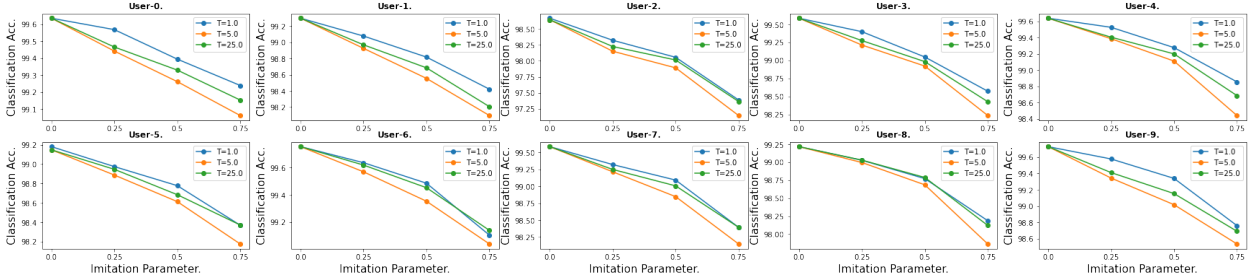 User-0.
Classification Acc.
99.6
99.5
99.4
99.3
99.2
99.1
T=1.0
T=5.0
T=25.0
0.0 0.25 0.5 0.75
User-1.
Classification Acc.
99.2
99.0
98.8
98.6
98.4
98.2
T=1.0
T=5.0
T=25.0
0.0 0.25 0.5 0.75
User-2.
Classification Acc.
98.50
98.25
98.00
97.75
97.50
97.25
T=1.0
T=5.0
T=25.0
0.0 0.25 0.5 0.75
User-3.
Classification Acc.
99.50
99.25
99.00
98.75
98.50
98.25
T=1.0
T=5.0
T=25.0
0.0 0.25 0.5 0.75
User-4.
Classification Acc.
99.6
99.4
99.2
99.0
98.8
98.6
98.4
T=1.0
T=5.0
T=25.0
0.0 0.25 0.5 0.75
User-5.
Classification Acc.
99.2
99.0
98.8
98.6
98.4
98.2
T=1.0
T=5.0
T=25.0
0.0 0.25 0.5 0.75
Imitation Parameter.
User-6.
Classification Acc.
99.6
99.4
99.2
T=1.0
T=5.0
T=25.0
0.0 0.25 0.5 0.75
Imitation Parameter.
User-7.
Classification Acc.
99.50
99.25
99.00
98.75
98.50
98.25
T=1.0
T=5.0
T=25.0
0.0 0.25 0.5 0.75
Imitation Parameter.
User-8.
Classification Acc.
99.25
99.00
98.75
98.50
98.25
98.00
T=1.0
T=5.0
T=25.0
0.0 0.25 0.5 0.75
Imitation Parameter.
User-9.
Classification Acc.
99.6
99.4
99.2
99.0
98.8
98.6
T=1.0
T=5.0
T=25.0
0.0 0.25 0.5 0.75
Imitation Parameter.